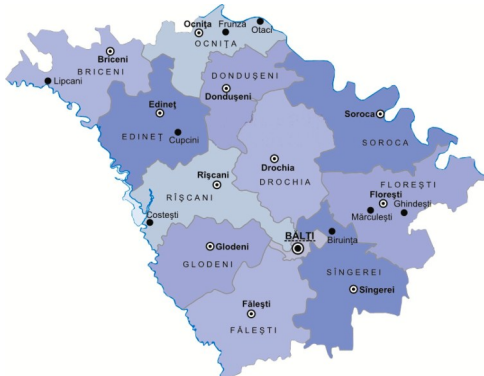 Ocnița
Frunza
Otaci
OCNIȚA
Briceni
BRICENI
Lipcani
DONDUȘENI
Dondușeni
Edineț
EDINEȚ
Cupcini
Soroca
SOROCA
Drochia
DROCHIA
Rîșcani
RÎȘCANI
Costești
FLOREȘTI
Florești
Ghindești
Mărculești
BĂLȚI
Biruința
Glodeni
GLODENI
SÎNGEREI
Sîngerei
Fălești
FĂLEȘTI